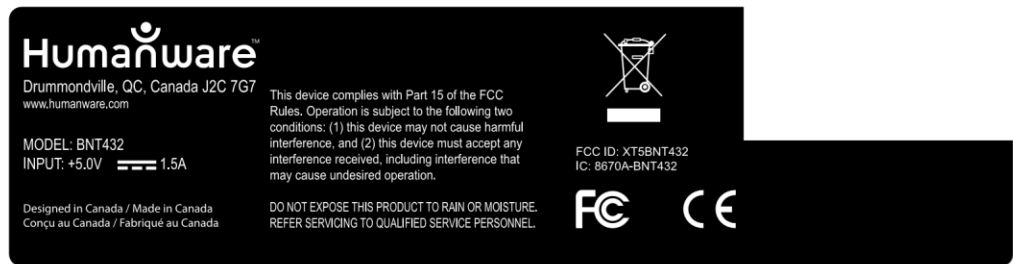 Humanware™
Drummondville, QC, Canada J2C 7G7
www.humanware.com
MODEL: BNT432
INPUT: +5.0V 1.5A
Designed in Canada / Made in Canada
Conçu au Canada / Fabriqué au Canada
This device complies with Part 15 of the FCC
Rules. Operation is subject to the following two
conditions: (1) this device may not cause harmful
interference, and (2) this device must accept any
interference received, including interference that
may cause undesired operation.
DO NOT EXPOSE THIS PRODUCT TO RAIN OR MOISTURE.
REFER SERVICING TO QUALIFIED SERVICE PERSONNEL.
FCC ID: XT5BNT432
IC: 8670A-BNT432
FC CE